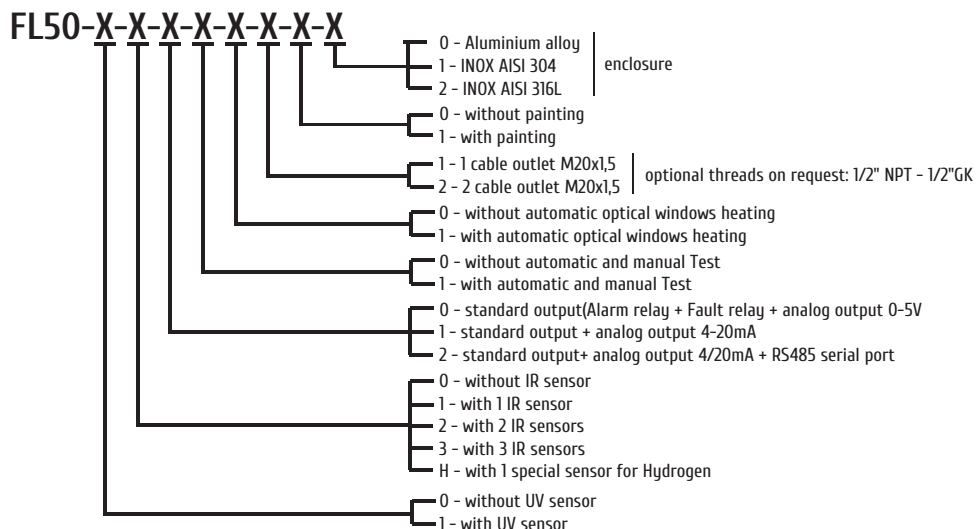 FL50-X-X-X-X-X-X-X-X
0 - Aluminium alloy
1 - INOX AISI 304
2 - INOX AISI 316L
enclosure
0 - without painting
1 - with painting
1 - 1 cable outlet M20x1,5
2 - 2 cable outlet M20x1,5
optional threads on request: 1/2" NPT - 1/2"GK
0 - without automatic optical windows heating
1 - with automatic optical windows heating
0 - without automatic and manual Test
1 - with automatic and manual Test
0 - standard output(Alarm relay + Fault relay + analog output 0-5V
1 - standard output + analog output 4-20mA
2 - standard output+ analog output 4/20mA + RS485 serial port
0 - without IR sensor
1 - with 1 IR sensor
2 - with 2 IR sensors
3 - with 3 IR sensors
H - with 1 special sensor for Hydrogen
0 - without UV sensor
1 - with UV sensor